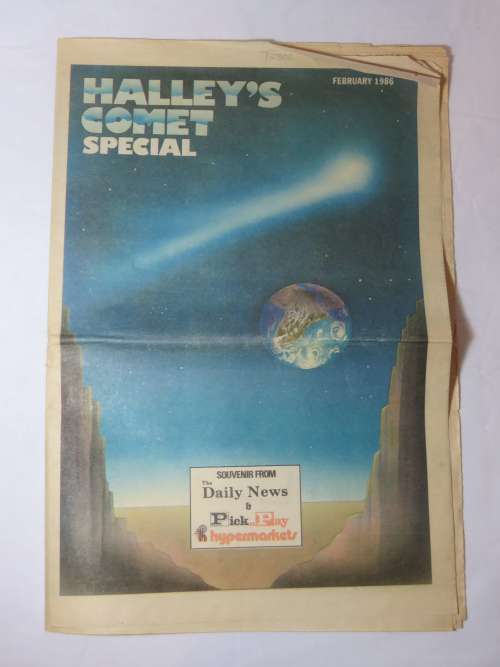 HALLEY'S
COMET
SPECIAL
FEBRUARY 1986
SOUVENIR FROM
The Daily News
&
Pick 'n Pay
hypermarkets